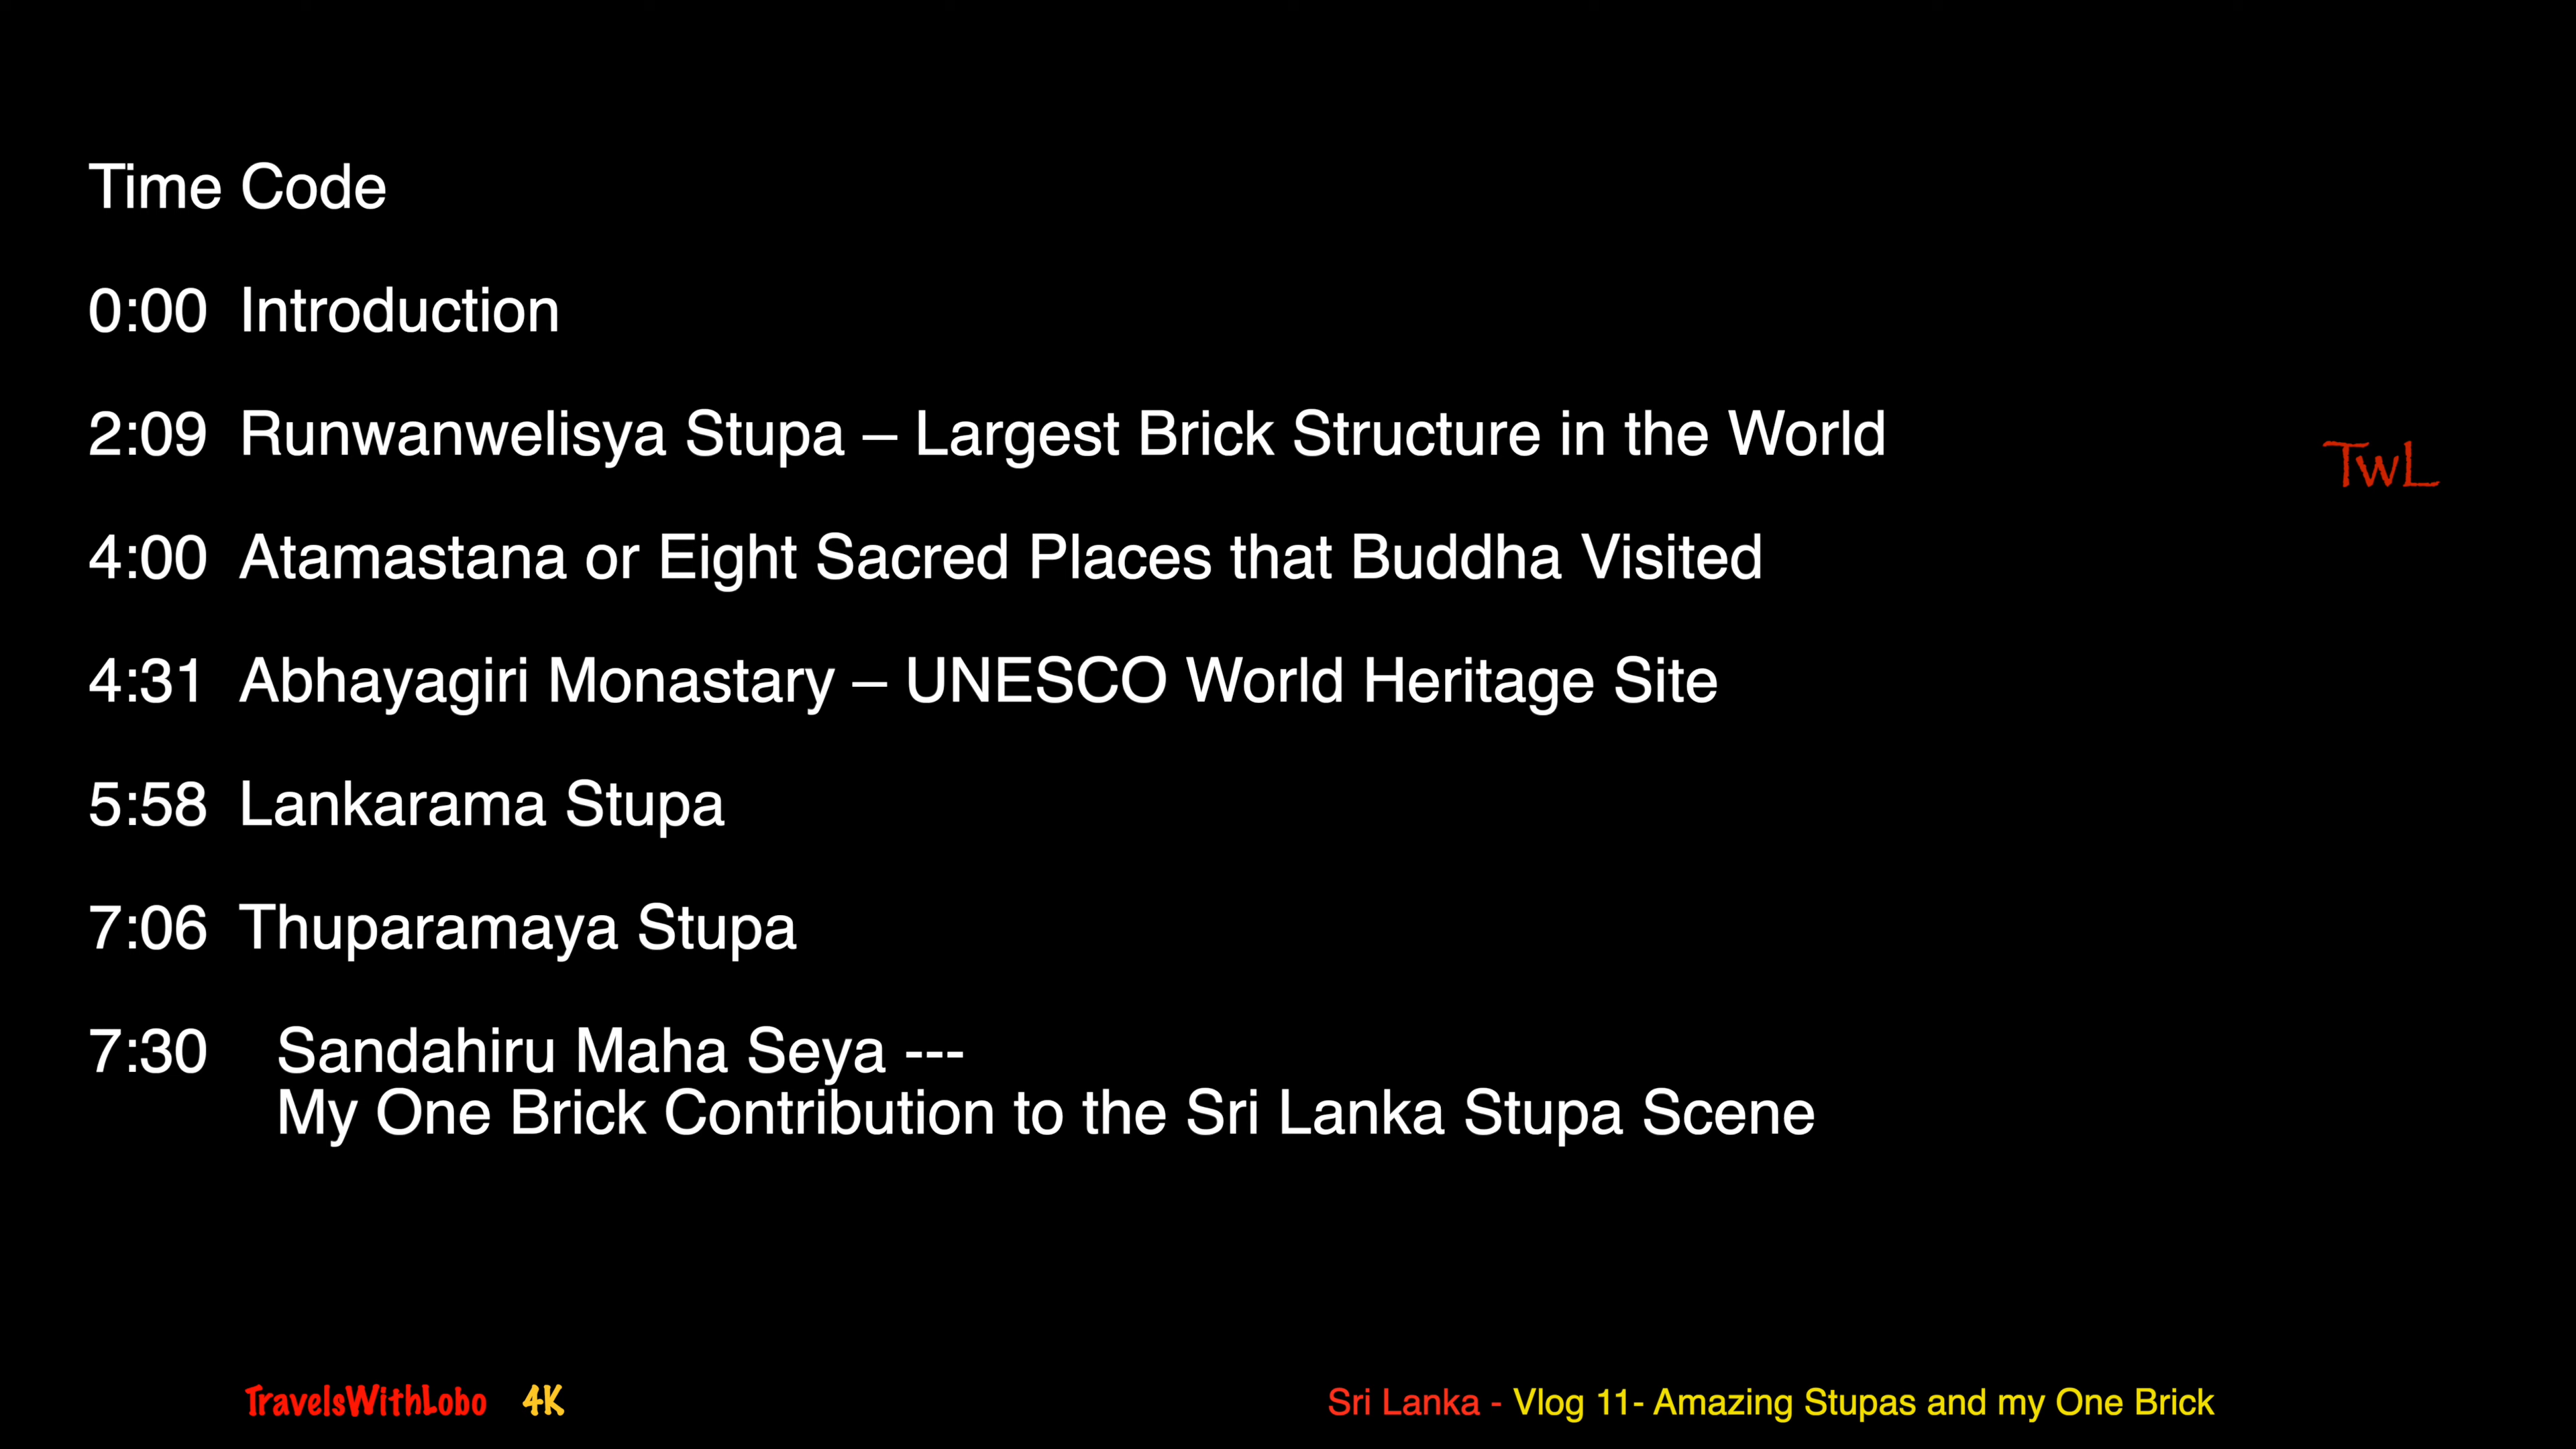 Time Code
0:00 Introduction
2:09 Runwanwelisya Stupa – Largest Brick Structure in the World
TwL
4:00 Atamastana or Eight Sacred Places that Buddha Visited
4:31 Abhayagiri Monastary – UNESCO World Heritage Site
5:58 Lankarama Stupa
7:06 Thuparamaya Stupa
7:30 Sandahiru Maha Seya ---
My One Brick Contribution to the Sri Lanka Stupa Scene
TravelsWithLobo 4K
Sri Lanka - Vlog 11- Amazing Stupas and my One Brick